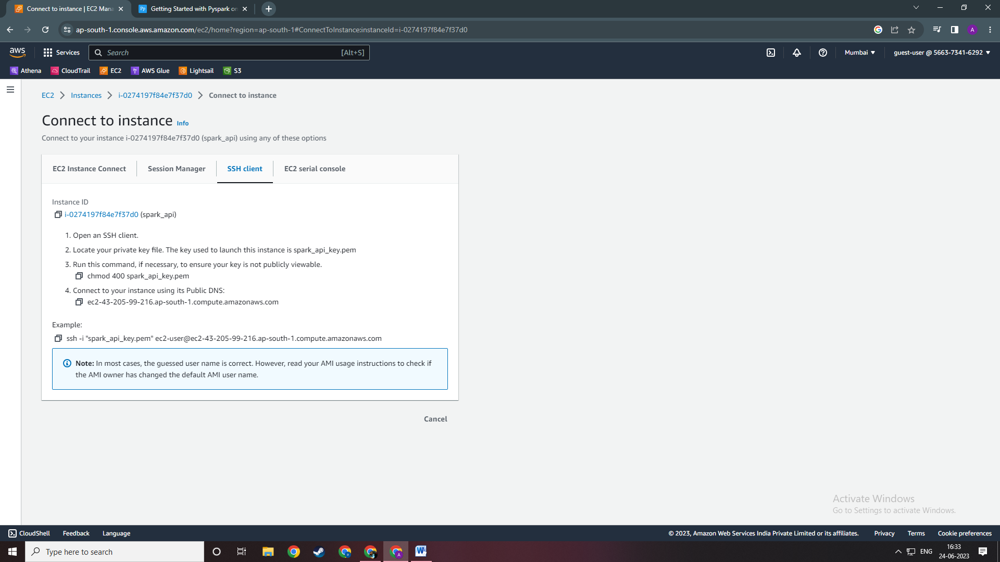 Connect to instance | EC2 Mana
Getting Started with Pyspark on
ap-south-1.console.aws.amazon.com/ec2/home?region=ap-south-1#ConnectToInstance:instanceId=i-0274197f84e7f37d0
A
aws
Services
Search
[Alt+S]
Mumbai
guest-user @ 5663-7341-6292
Athena
CloudTrail
EC2
AWS Glue
Lightsail
S3
EC2
Instances
i-0274197f84e7f37d0
Connect to instance
Connect to instance Info
Connect to your instance i-0274197f84e7f37d0 (spark_api) using any of these options
EC2 Instance Connect
Session Manager
SSH client
EC2 serial console
Instance ID
i-0274197f84e7f37d0 (spark_api)
1. Open an SSH client.
2. Locate your private key file. The key used to launch this instance is spark_api_key.pem
3. Run this command, if necessary, to ensure your key is not publicly viewable.
chmod 400 spark_api_key.pem
4. Connect to your instance using its Public DNS:
ec2-43-205-99-216.ap-south-1.compute.amazonaws.com
Example:
ssh -i "spark_api_key.pem" ec2-user@ec2-43-205-99-216.ap-south-1.compute.amazonaws.com
Note: In most cases, the guessed user name is correct. However, read your AMI usage instructions to check if
the AMI owner has changed the default AMI user name.
Cancel
Activate Windows
Go to Settings to activate Windows.
CloudShell
Feedback
Language
© 2023, Amazon Web Services India Private Limited or its affiliates.
Privacy
Terms
Cookie preferences
Type here to search
ENG
16:33
24-06-2023